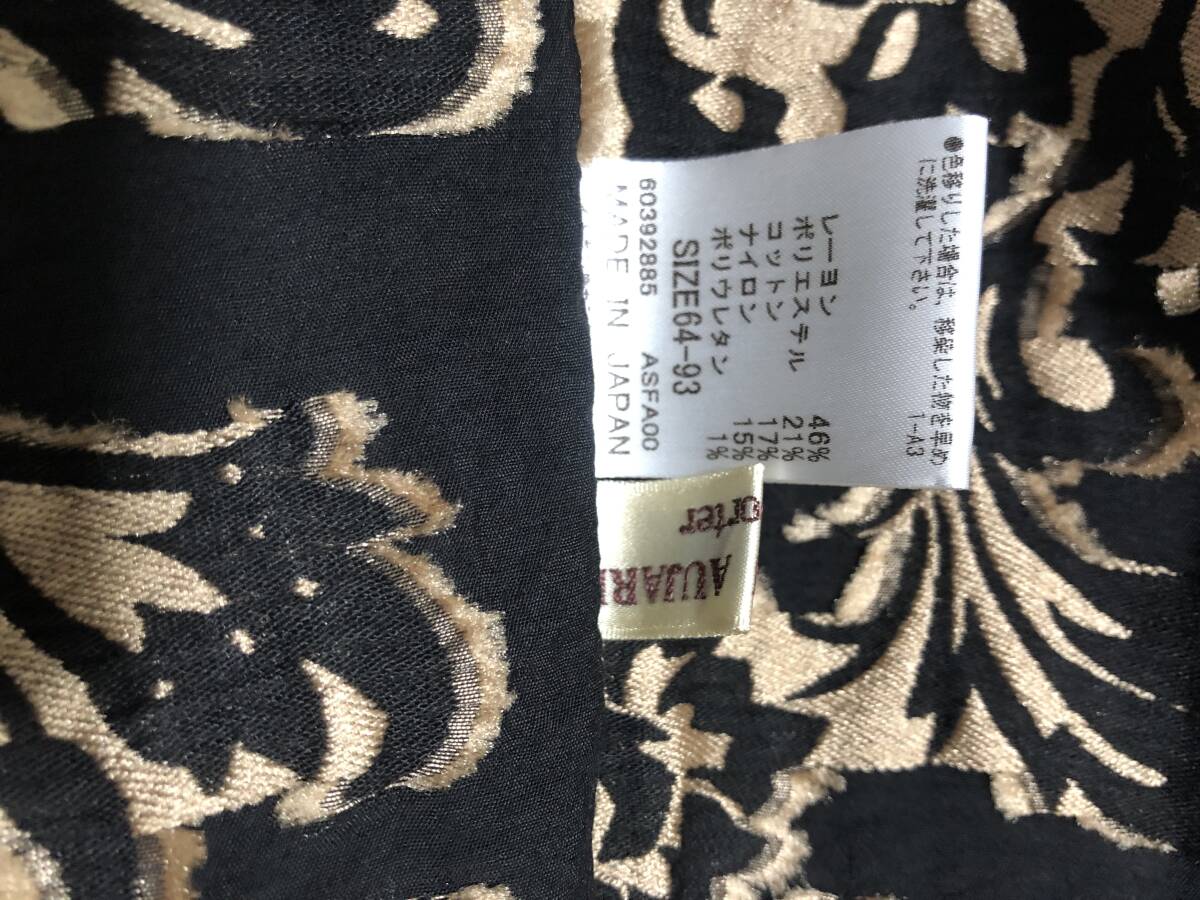 ●色移りした場合は、移染した物を早め
に洗濯して下さい。
T-A3
レーヨン 46%
ポリエステル 21%
コットン 17%
ナイロン 15%
ポリウレタン 1%
SIZE64-93
60392885 ASFA00
MADE IN JAPAN
orter
AUJAR